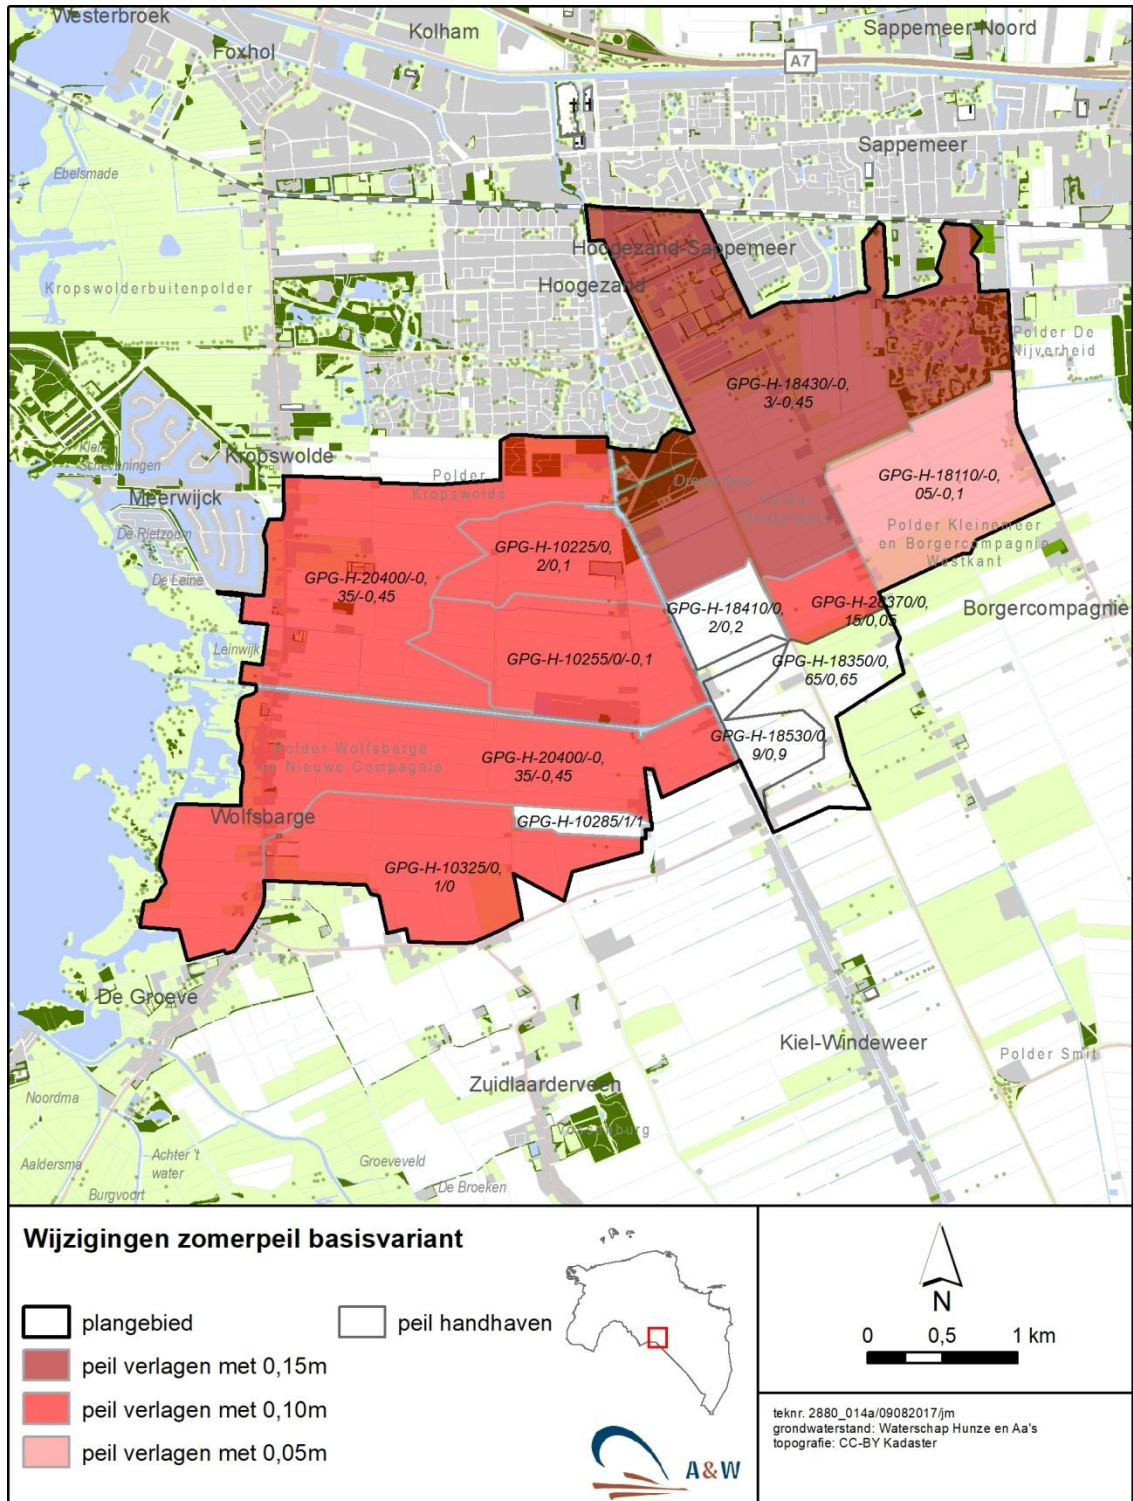 Westerbroek
Foxhol
Kolham
Sappemeer-Noord
A7
Sappemeer
Ebelsmade
Hoogezand-Sappemeer
Hoogezand
Kropswolderbuitenpolder
Polder De
Nijverheid
GPG-H-18430/-0,
3/-0,45
Klein
Scheveningen
Kropswolde
Polder
Kropswolde
GPG-H-18110/-0,
05/-0,1
Meerwijck
De Rietzoom
De Leine
Polder Kleinemeer
en Borgercompagnie
Westkant
GPG-H-10225/0,
2/0,1
GPG-H-20400/-0,
35/-0,45
GPG-H-18410/0,
2/0,2
GPG-H-28370/0,
15/0,05
Borgercompagnie
Leinwijk
GPG-H-10255/0/-0,1
GPG-H-18350/0,
65/0,65
GPG-H-18530/0,
9/0,9
Polder Wolfsbarge
en Nieuwe Compagnie
GPG-H-20400/-0,
35/-0,45
Wolfsbarge
GPG-H-10285/1/1
GPG-H-10325/0,
1/0
De Groeve
Kiel-Windeweer
Polder Smit
Zuidlaarderveen
Noordma
Achter 't
water
Groeveveld
Aaldersma
Burgvoort
De Broeken
Wijzigingen zomerpeil basisvariant
plangebied
peil handhaven
peil verlagen met 0,15m
peil verlagen met 0,10m
peil verlagen met 0,05m
A&W
N
0 0,5 1 km
teknr. 2880_014a/09082017/jm
grondwaterstand: Waterschap Hunze en Aa's
topografie: CC-BY Kadaster